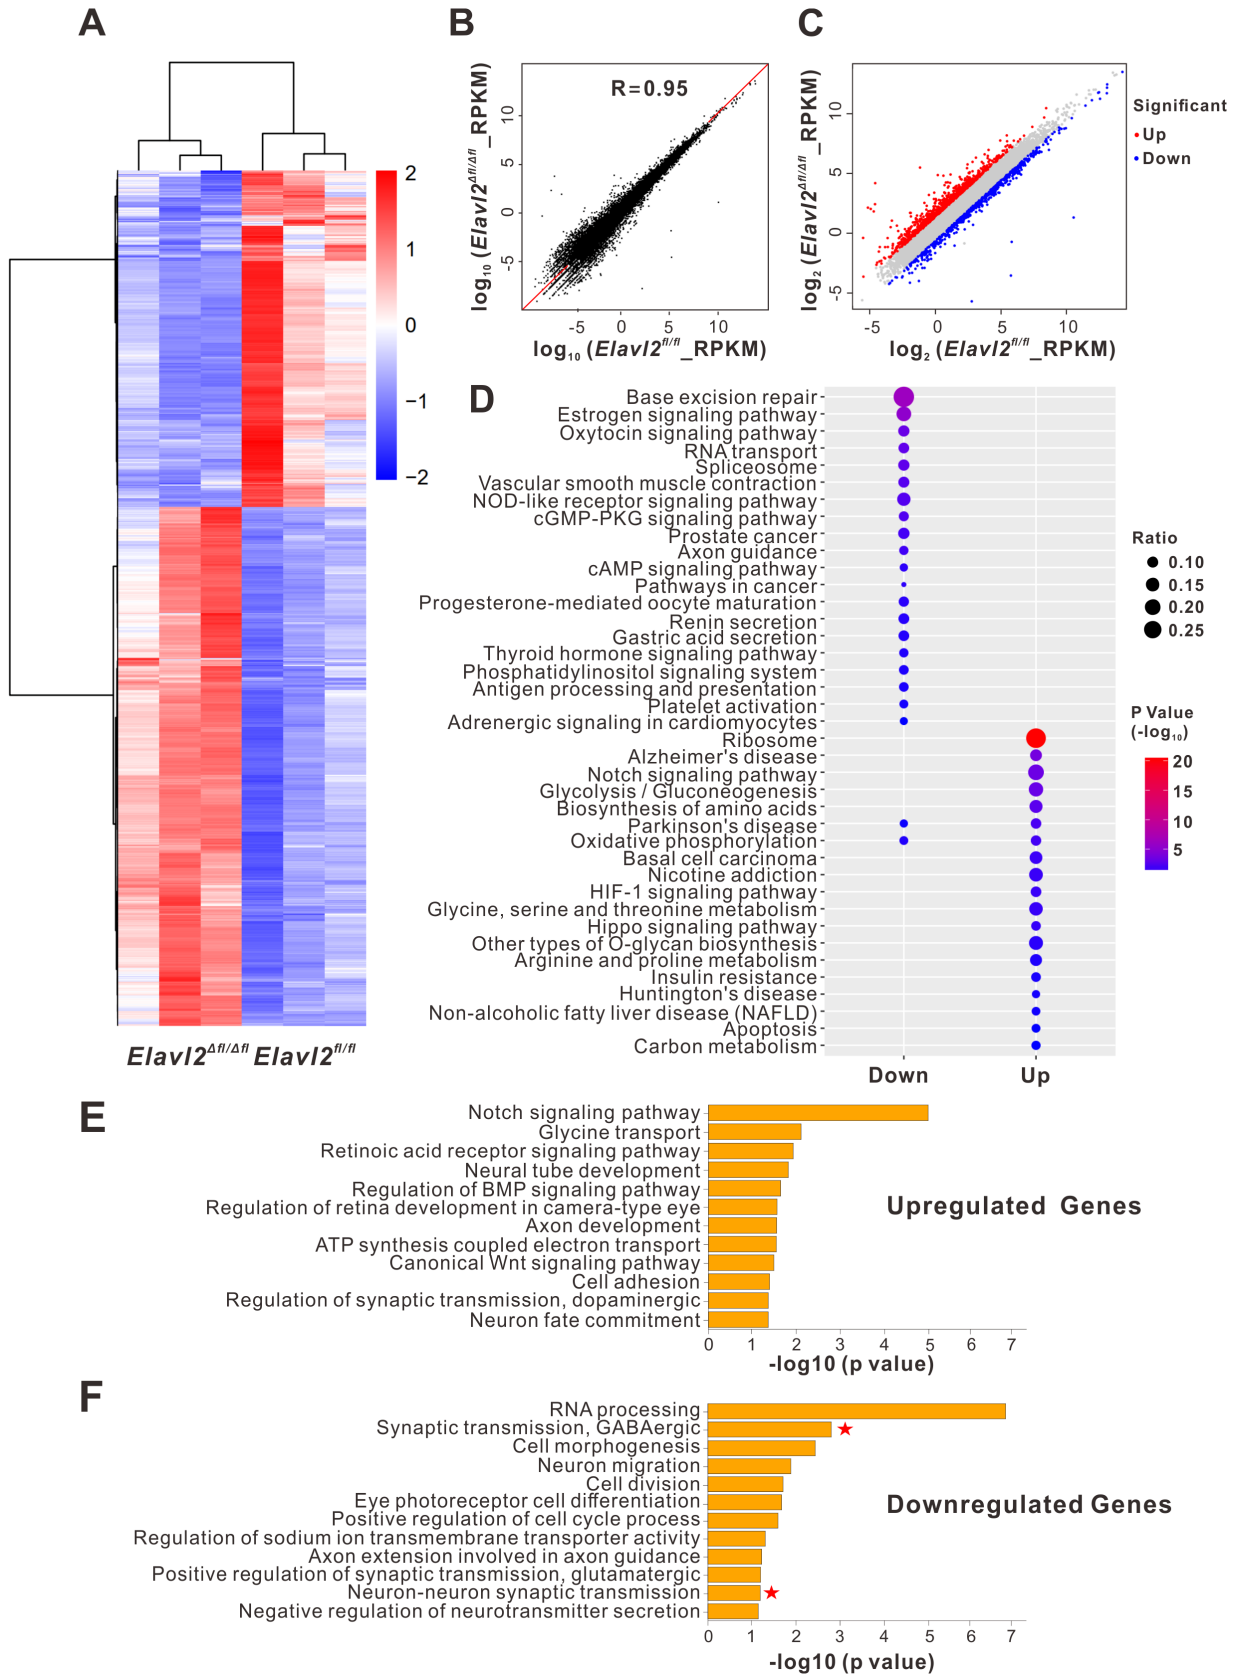 A
B
C
2
1
0
−1
−2
Elavl2Δfl/Δfl Elavl2fl/fl
R=0.95
log10 (Elavl2Δfl/Δfl_RPKM)
10
5
0
-5
-5 0 5 10
log10 (Elavl2fl/fl_RPKM)
log2 (Elavl2Δfl/Δfl_RPKM)
10
5
0
-5
-5 0 5 10
log2 (Elavl2fl/fl_RPKM)
Significant
Up
Down
D
Base excision repair
Estrogen signaling pathway
Oxytocin signaling pathway
RNA transport
Spliceosome
Vascular smooth muscle contraction
NOD-like receptor signaling pathway
cGMP-PKG signaling pathway
Prostate cancer
Axon guidance
cAMP signaling pathway
Pathways in cancer
Progesterone-mediated oocyte maturation
Renin secretion
Gastric acid secretion
Thyroid hormone signaling pathway
Phosphatidylinositol signaling system
Antigen processing and presentation
Platelet activation
Adrenergic signaling in cardiomyocytes
Ribosome
Alzheimer's disease
Notch signaling pathway
Glycolysis / Gluconeogenesis
Biosynthesis of amino acids
Parkinson's disease
Oxidative phosphorylation
Basal cell carcinoma
Nicotine addiction
HIF-1 signaling pathway
Glycine, serine and threonine metabolism
Hippo signaling pathway
Other types of O-glycan biosynthesis
Arginine and proline metabolism
Insulin resistance
Huntington's disease
Non-alcoholic fatty liver disease (NAFLD)
Apoptosis
Carbon metabolism
Down Up
Ratio
0.10
0.15
0.20
0.25
P Value
(-log10)
20
15
10
5
E
Notch signaling pathway
Glycine transport
Retinoic acid receptor signaling pathway
Neural tube development
Regulation of BMP signaling pathway
Regulation of retina development in camera-type eye
Axon development
ATP synthesis coupled electron transport
Canonical Wnt signaling pathway
Cell adhesion
Regulation of synaptic transmission, dopaminergic
Neuron fate commitment
Upregulated Genes
0 1 2 3 4 5 6 7
-log10 (p value)
F
RNA processing
Synaptic transmission, GABAergic
Cell morphogenesis
Neuron migration
Cell division
Eye photoreceptor cell differentiation
Positive regulation of cell cycle process
Regulation of sodium ion transmembrane transporter activity
Axon extension involved in axon guidance
Positive regulation of synaptic transmission, glutamatergic
Neuron-neuron synaptic transmission
Negative regulation of neurotransmitter secretion
Downregulated Genes
0 1 2 3 4 5 6 7
-log10 (p value)